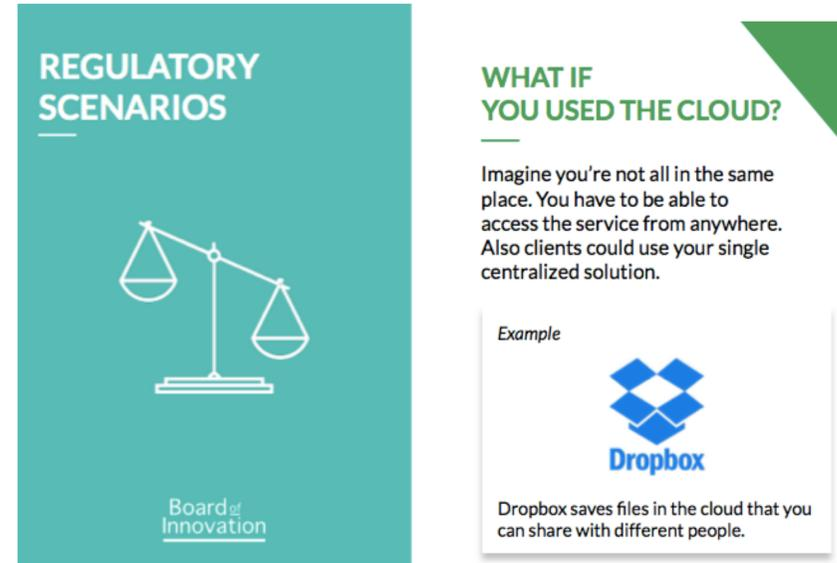 REGULATORY
SCENARIOS
Board of
Innovation
WHAT IF
YOU USED THE CLOUD?
Imagine you're not all in the same
place. You have to be able to
access the service from anywhere.
Also clients could use your single
centralized solution.
Example
Dropbox
Dropbox saves files in the cloud that you
can share with different people.